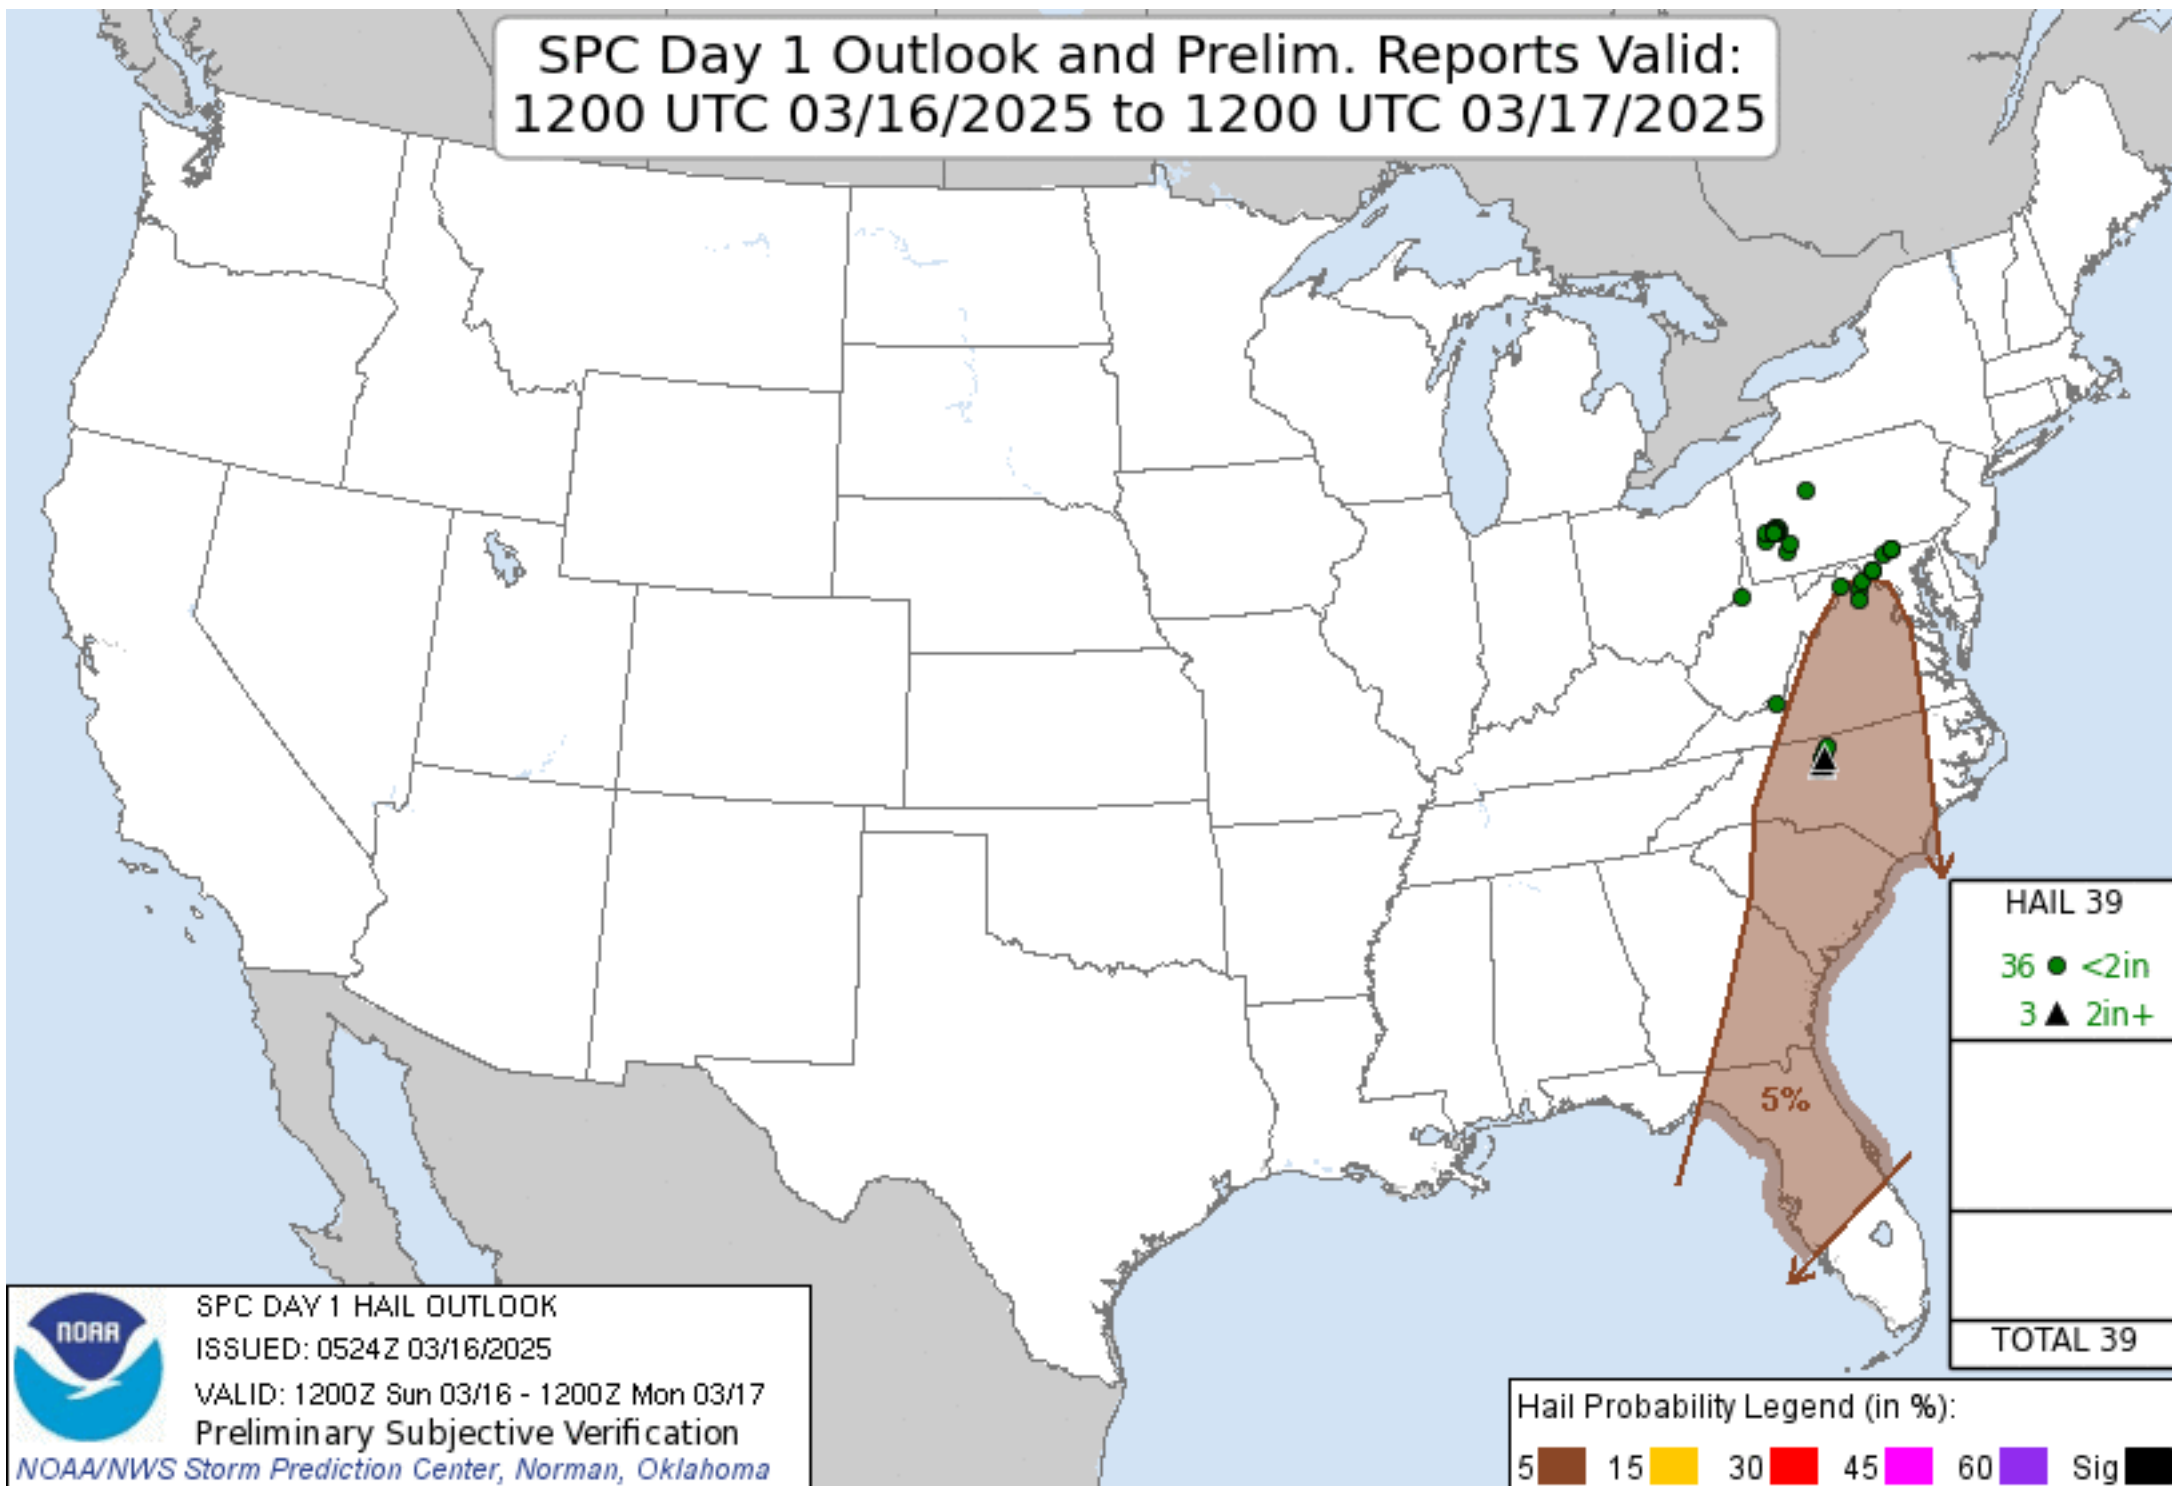 SPC Day 1 Outlook and Prelim. Reports Valid:
1200 UTC 03/16/2025 to 1200 UTC 03/17/2025
5%
HAIL 39
36 <2in
3 2in+
TOTAL 39
NOAA
SPC DAY 1 HAIL OUTLOOK
ISSUED: 0524Z 03/16/2025
VALID: 1200Z Sun 03/16 - 1200Z Mon 03/17
Preliminary Subjective Verification
NOAA/NWS Storm Prediction Center, Norman, Oklahoma
Hail Probability Legend (in %):
5 15 30 45 60 Sig